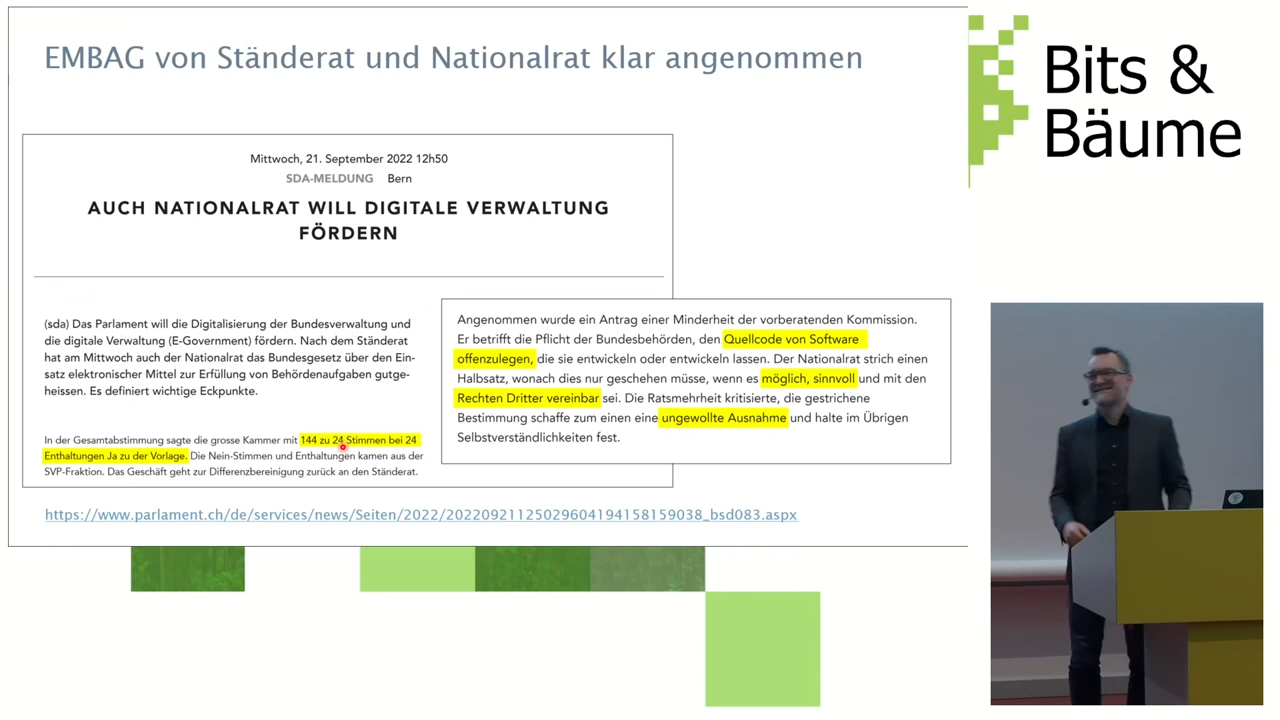 EMBAG von Ständerat und Nationalrat klar angenommen
Bits &
Bäume
Mittwoch, 21. September 2022 12h50
SDA-MELDUNG Bern
AUCH NATIONALRAT WILL DIGITALE VERWALTUNG
FÖRDERN
(sda) Das Parlament will die Digitalisierung der Bundesverwaltung und
die digitale Verwaltung (E-Government) fördern. Nach dem Ständerat
hat am Mittwoch auch der Nationalrat das Bundesgesetz über den Ein-
satz elektronischer Mittel zur Erfüllung von Behördenaufgaben gutge-
heissen. Es definiert wichtige Eckpunkte.
In der Gesamtabstimmung sagte die grosse Kammer mit 144 zu 24 Stimmen bei 24
Enthaltungen Ja zu der Vorlage. Die Nein-Stimmen und Enthaltungen kamen aus der
SVP-Fraktion. Das Geschäft geht zur Differenzbereinigung zurück an den Ständerat.
Angenommen wurde ein Antrag einer Minderheit der vorberatenden Kommission.
Er betrifft die Pflicht der Bundesbehörden, den Quellcode von Software
offenzulegen, die sie entwickeln oder entwickeln lassen. Der Nationalrat strich einen
Halbsatz, wonach dies nur geschehen müsse, wenn es möglich, sinnvoll und mit den
Rechten Dritter vereinbar sei. Die Ratsmehrheit kritisierte, die gestrichene
Bestimmung schaffe zum einen eine ungewollte Ausnahme und halte im Übrigen
Selbstverständlichkeiten fest.
https://www.parlament.ch/de/services/news/Seiten/2022/20220921125029604194158159038_bsd083.aspx